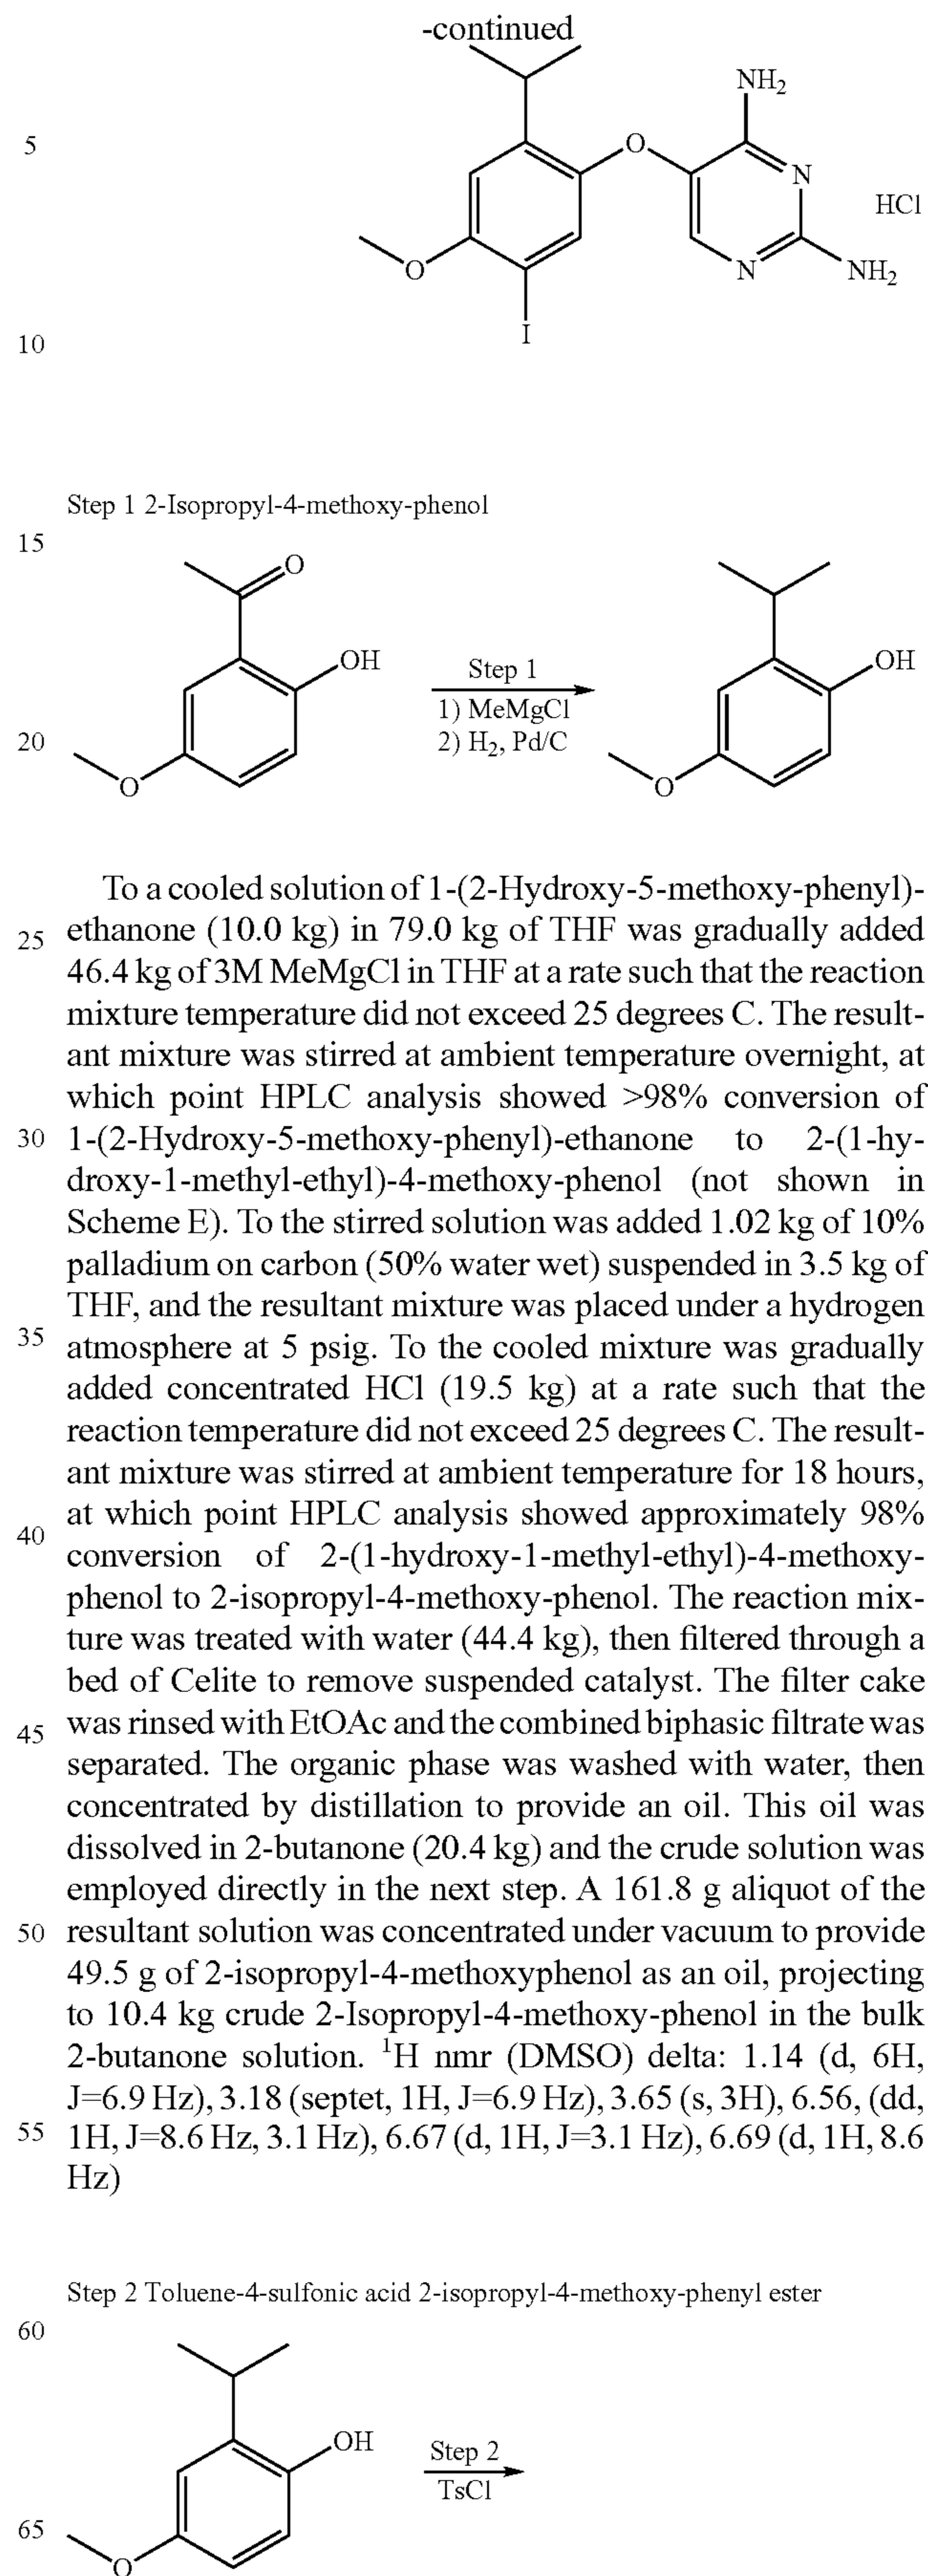 -continued
NH2
5
O
N
HCl
O
N
NH2
I
10
Step 1 2-Isopropyl-4-methoxy-phenol
15
O
OH
Step 1
1) MeMgCl
2) H2, Pd/C
OH
20
O
O
To a cooled solution of 1-(2-Hydroxy-5-methoxy-phenyl)-
25 ethanone (10.0 kg) in 79.0 kg of THF was gradually added
46.4 kg of 3M MeMgCl in THF at a rate such that the reaction
mixture temperature did not exceed 25 degrees C. The result-
ant mixture was stirred at ambient temperature overnight, at
which point HPLC analysis showed >98% conversion of
30 1-(2-Hydroxy-5-methoxy-phenyl)-ethanone to 2-(1-hy-
droxy-1-methyl-ethyl)-4-methoxy-phenol (not shown in
Scheme E). To the stirred solution was added 1.02 kg of 10%
palladium on carbon (50% water wet) suspended in 3.5 kg of
THF, and the resultant mixture was placed under a hydrogen
35 atmosphere at 5 psig. To the cooled mixture was gradually
added concentrated HCl (19.5 kg) at a rate such that the
reaction temperature did not exceed 25 degrees C. The result-
ant mixture was stirred at ambient temperature for 18 hours,
at which point HPLC analysis showed approximately 98%
40 conversion of 2-(1-hydroxy-1-methyl-ethyl)-4-methoxy-
phenol to 2-isopropyl-4-methoxy-phenol. The reaction mix-
ture was treated with water (44.4 kg), then filtered through a
bed of Celite to remove suspended catalyst. The filter cake
45 was rinsed with EtOAc and the combined biphasic filtrate was
separated. The organic phase was washed with water, then
concentrated by distillation to provide an oil. This oil was
dissolved in 2-butanone (20.4 kg) and the crude solution was
employed directly in the next step. A 161.8 g aliquot of the
50 resultant solution was concentrated under vacuum to provide
49.5 g of 2-isopropyl-4-methoxyphenol as an oil, projecting
to 10.4 kg crude 2-Isopropyl-4-methoxy-phenol in the bulk
2-butanone solution. ¹H nmr (DMSO) delta: 1.14 (d, 6H,
J=6.9 Hz), 3.18 (septet, 1H, J=6.9 Hz), 3.65 (s, 3H), 6.56, (dd,
55 1H, J=8.6 Hz, 3.1 Hz), 6.67 (d, 1H, J=3.1 Hz), 6.69 (d, 1H, 8.6
Hz)
Step 2 Toluene-4-sulfonic acid 2-isopropyl-4-methoxy-phenyl ester
60
OH
Step 2
TsCl
65
O